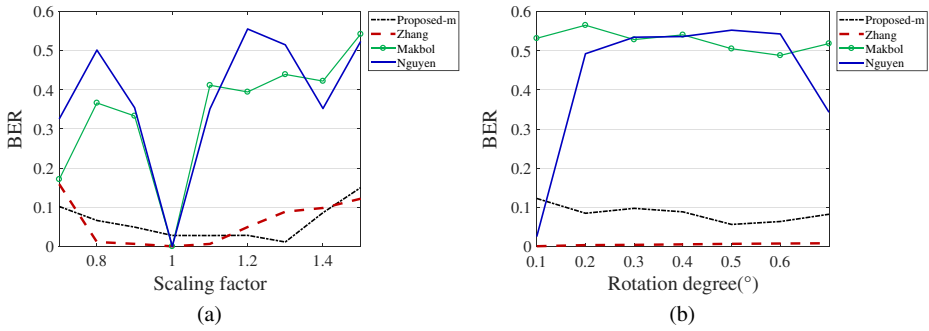 0.6
0.5
0.4
0.3
0.2
0.1
0
BER
0.8
1
1.2
1.4
Scaling factor
Proposed-m
Zhang
Makbol
Nguyen
(a)
0.6
0.5
0.4
0.3
0.2
0.1
0
BER
0.1
0.2
0.3
0.4
0.5
0.6
Rotation degree(°)
Proposed-m
Zhang
Makbol
Nguyen
(b)